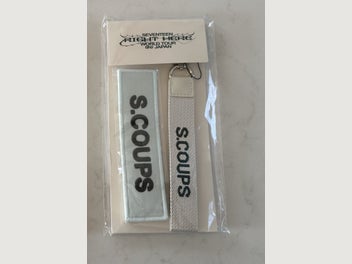 SEVENTEEN
RIGHT HERE
WORLD TOUR
IN JAPAN
S.COUPS
S.COUPS